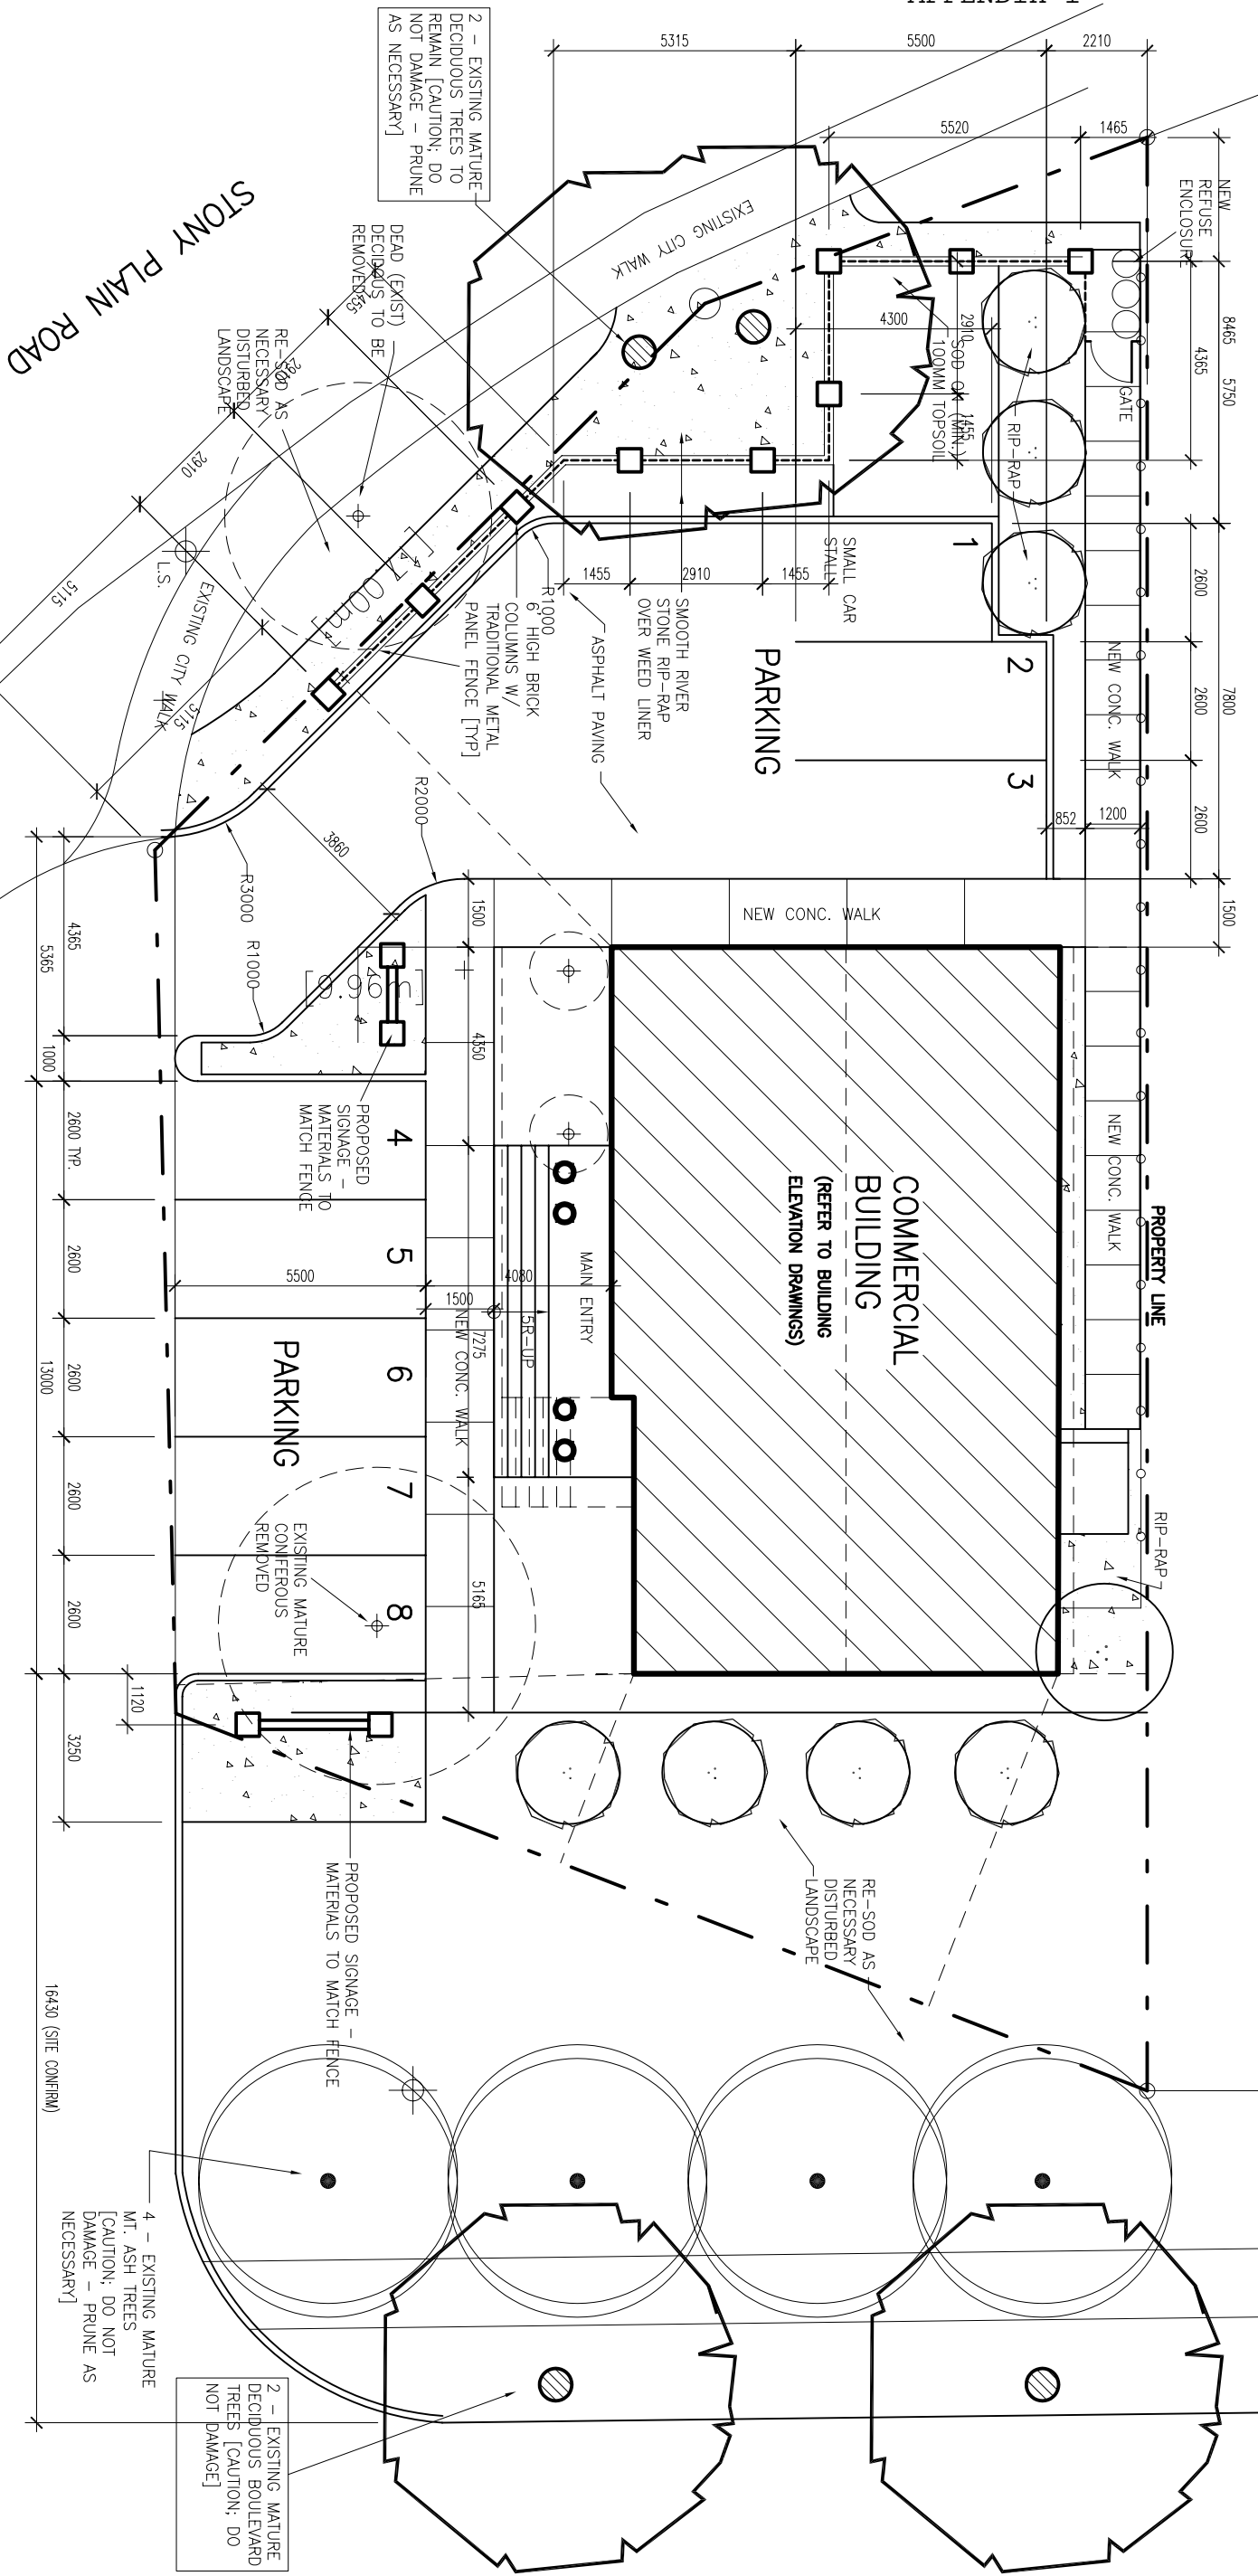 2 - EXISTING MATURE
DECIDUOUS TREES TO
REMAIN [CAUTION; DO
NOT DAMAGE - PRUNE
AS NECESSARY]
5315
5500
2210
5520
1465
NEW
REFUSE
ENCLOSURE
8465
5750
4365
GATE
EXISTING CITY WALK
STONY PLAIN ROAD
DEAD (EXIST)
DECIDOUS TO BE
REMOVED
1455
RE-SOD AS
NECESSARY
DISTURBED
LANDSCAPE
2910
2910
4300
2910
SOD ON (MIN.)
100MM TOPSOIL
1455
RIP-RAP
5115
5115
L.S.
EXISTING CITY WALK
R1000
6' HIGH BRICK
COLUMNS W/
TRADITIONAL METAL
PANEL FENCE [TYP]
1455
2910
1455
SMALL CAR
STALL
SMOOTH RIVER
STONE RIP-RAP
OVER WEED LINER
ASPHALT PAVING
PARKING
1
2
3
2600
2600
2600
7800
NEW CONC. WALK
852
1200
1500
R2000
3860
R3000
R1000
4365
5365
1000
[9.96m]
1500
4350
NEW CONC. WALK
PROPOSED
SIGNAGE -
MATERIALS TO
MATCH FENCE
4
5
6
7
8
PARKING
2600 TYP.
2600
2600
2600
2600
13000
5500
4080
1500
7275
5165
5R-UP
MAIN ENTRY
NEW CONC. WALK
COMMERCIAL
BUILDING
(REFER TO BUILDING
ELEVATION DRAWINGS)
NEW CONC. WALK
PROPERTY LINE
RIP-RAP
EXISTING MATURE
CONIFEROUS
REMOVED
1120
3250
PROPOSED SIGNAGE -
MATERIALS TO MATCH FENCE
RE-SOD AS
NECESSARY
DISTURBED
LANDSCAPE
16430 (SITE CONFIRM)
4 - EXISTING MATURE
MT. ASH TREES
[CAUTION; DO NOT
DAMAGE - PRUNE AS
NECESSARY]
2 - EXISTING MATURE
DECIDUOUS BOULEVARD
TREES [CAUTION; DO
NOT DAMAGE]